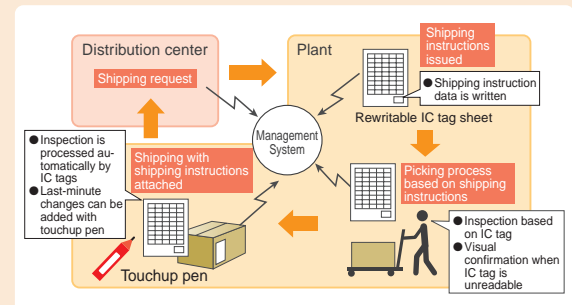 Distribution center
Shipping request
Plant
Shipping
instructions
issued
● Shipping instruction
data is written
Rewritable IC tag sheet
Management
System
● Inspection is
processed au-
tomatically by
IC tags
● Last-minute
changes can be
added with
touchup pen
Shipping with
shipping instructions
attached
Picking process
based on shipping
instructions
● Inspection based
on IC tag
● Visual
confirmation when
IC tag is
unreadable
Touchup pen